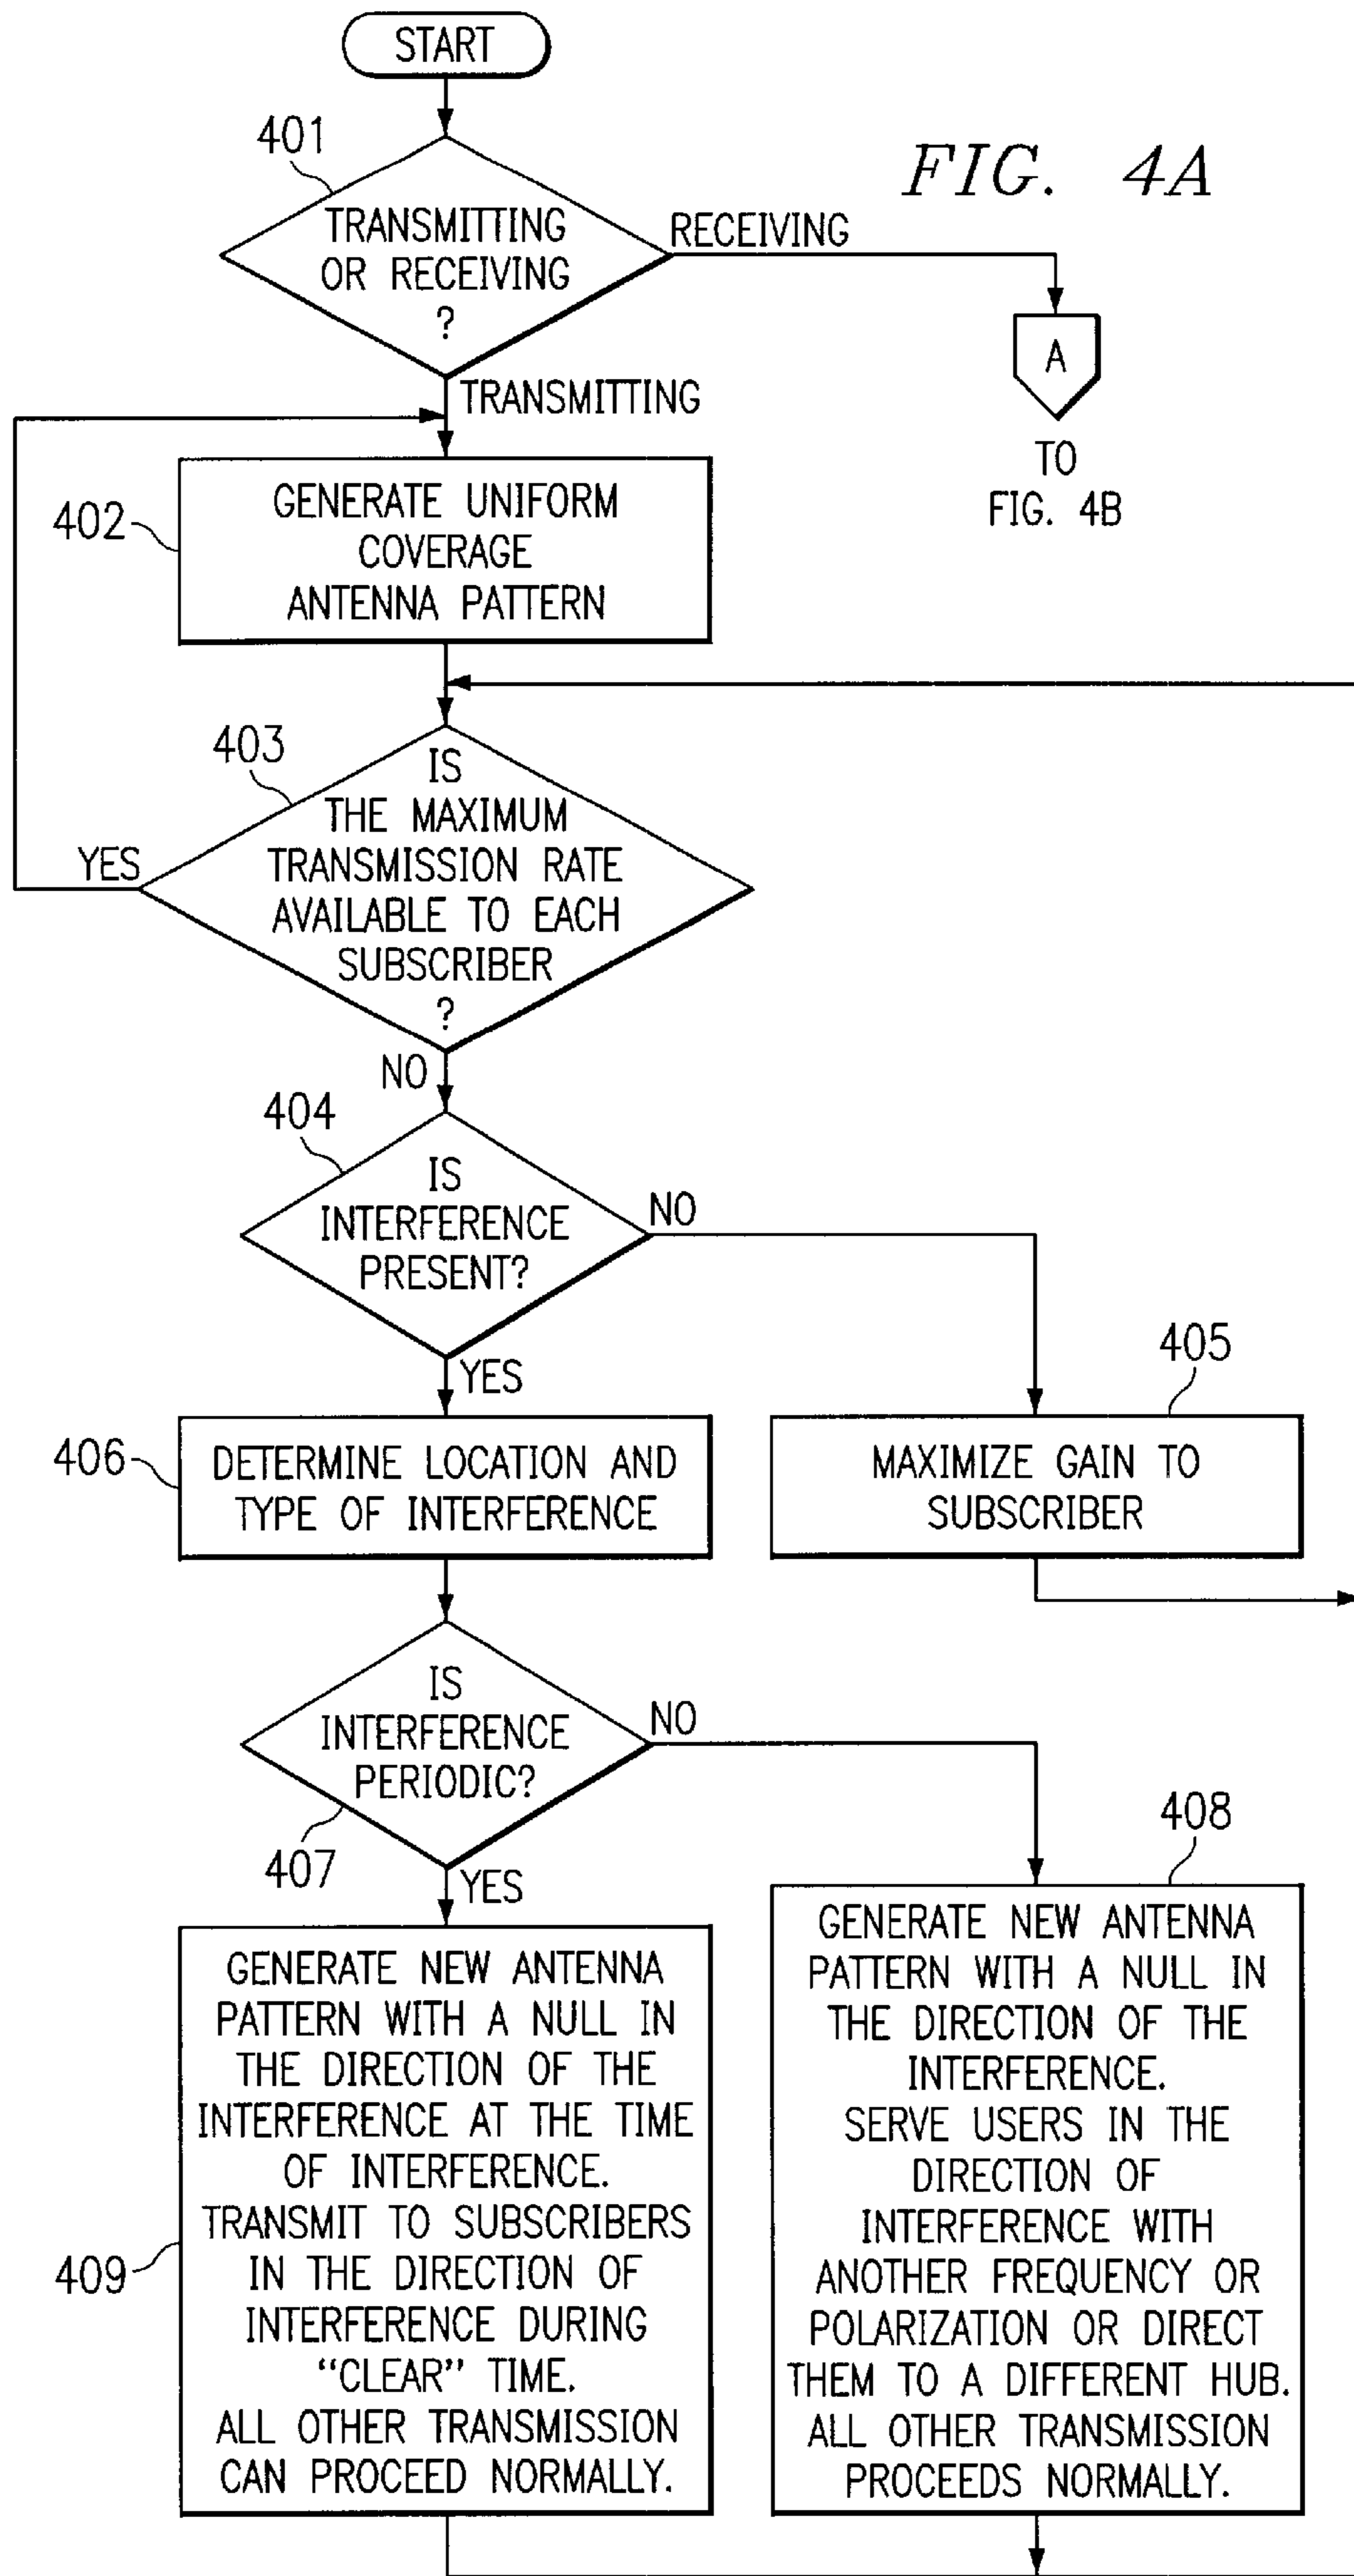 START
401
FIG. 4A
TRANSMITTING
OR RECEIVING
?
RECEIVING
A
TO
FIG. 4B
TRANSMITTING
402
GENERATE UNIFORM
COVERAGE
ANTENNA PATTERN
403
IS
THE MAXIMUM
TRANSMISSION RATE
AVAILABLE TO EACH
SUBSCRIBER
?
YES
NO
404
IS
INTERFERENCE
PRESENT?
NO
YES
405
MAXIMIZE GAIN TO
SUBSCRIBER
406
DETERMINE LOCATION AND
TYPE OF INTERFERENCE
IS
INTERFERENCE
PERIODIC?
NO
407
YES
408
GENERATE NEW ANTENNA
PATTERN WITH A NULL IN
THE DIRECTION OF THE
INTERFERENCE.
SERVE USERS IN THE
DIRECTION OF
INTERFERENCE WITH
ANOTHER FREQUENCY OR
POLARIZATION OR DIRECT
THEM TO A DIFFERENT HUB.
ALL OTHER TRANSMISSION
PROCEEDS NORMALLY.
409
GENERATE NEW ANTENNA
PATTERN WITH A NULL IN
THE DIRECTION OF THE
INTERFERENCE AT THE TIME
OF INTERFERENCE.
TRANSMIT TO SUBSCRIBERS
IN THE DIRECTION OF
INTERFERENCE DURING
“CLEAR” TIME.
ALL OTHER TRANSMISSION
CAN PROCEED NORMALLY.